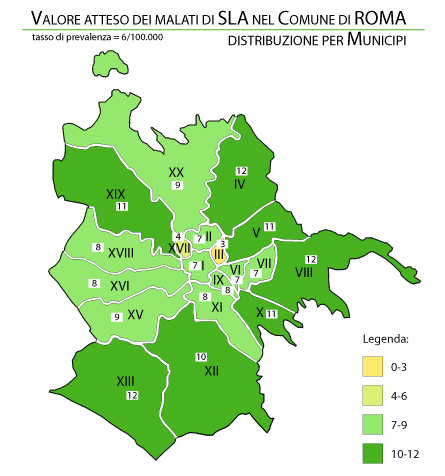 VALORE ATTESO DEI MALATI DI SLA NEL COMUNE DI ROMA
tasso di prevalenza = 6/100.000
DISTRIBUZIONE PER MUNICIPI
XX
9
12
IV
XIX
11
4
XVII
7
II
3
III
V
11
8
XVIII
7
I
VI
7
VII
7
12
VIII
IX
8
8
XVI
8
XI
9
XV
X
11
10
XII
XIII
12
Legenda:
0-3
4-6
7-9
10-12